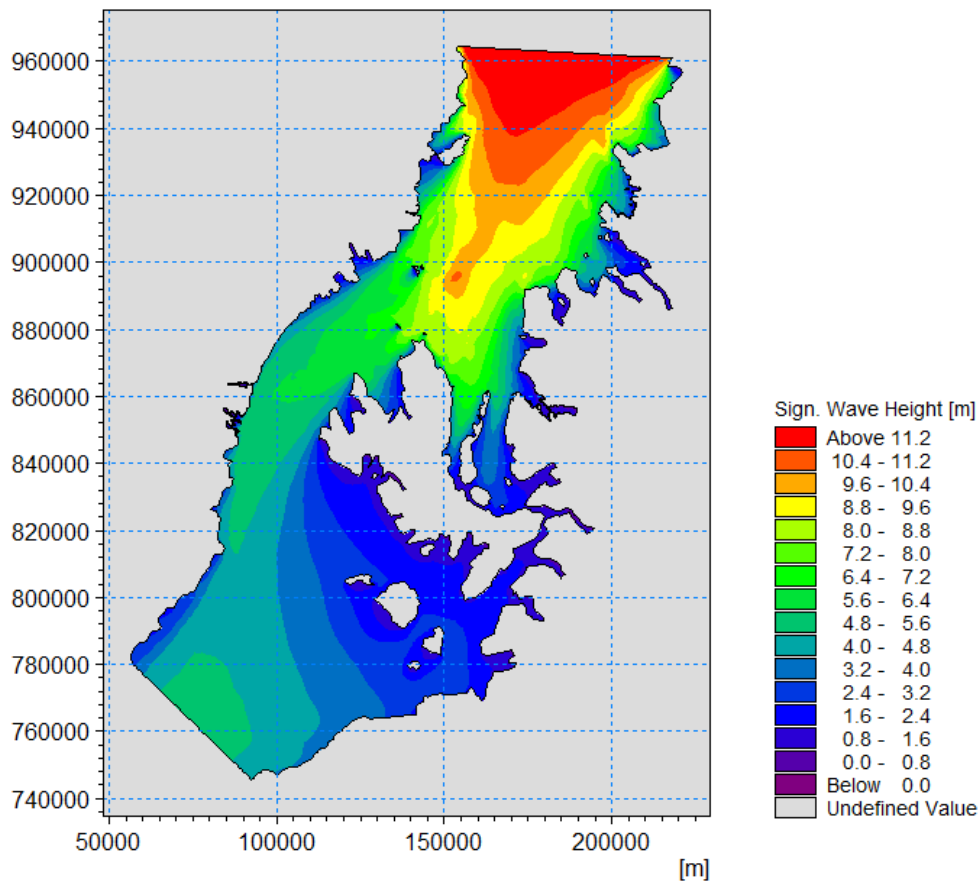 960000
940000
920000
900000
880000
860000
840000
820000
800000
780000
760000
740000
50000 100000 150000 200000
[m]
Sign. Wave Height [m]
Above 11.2
10.4 - 11.2
9.6 - 10.4
8.8 - 9.6
8.0 - 8.8
7.2 - 8.0
6.4 - 7.2
5.6 - 6.4
4.8 - 5.6
4.0 - 4.8
3.2 - 4.0
2.4 - 3.2
1.6 - 2.4
0.8 - 1.6
0.0 - 0.8
Below 0.0
Undefined Value